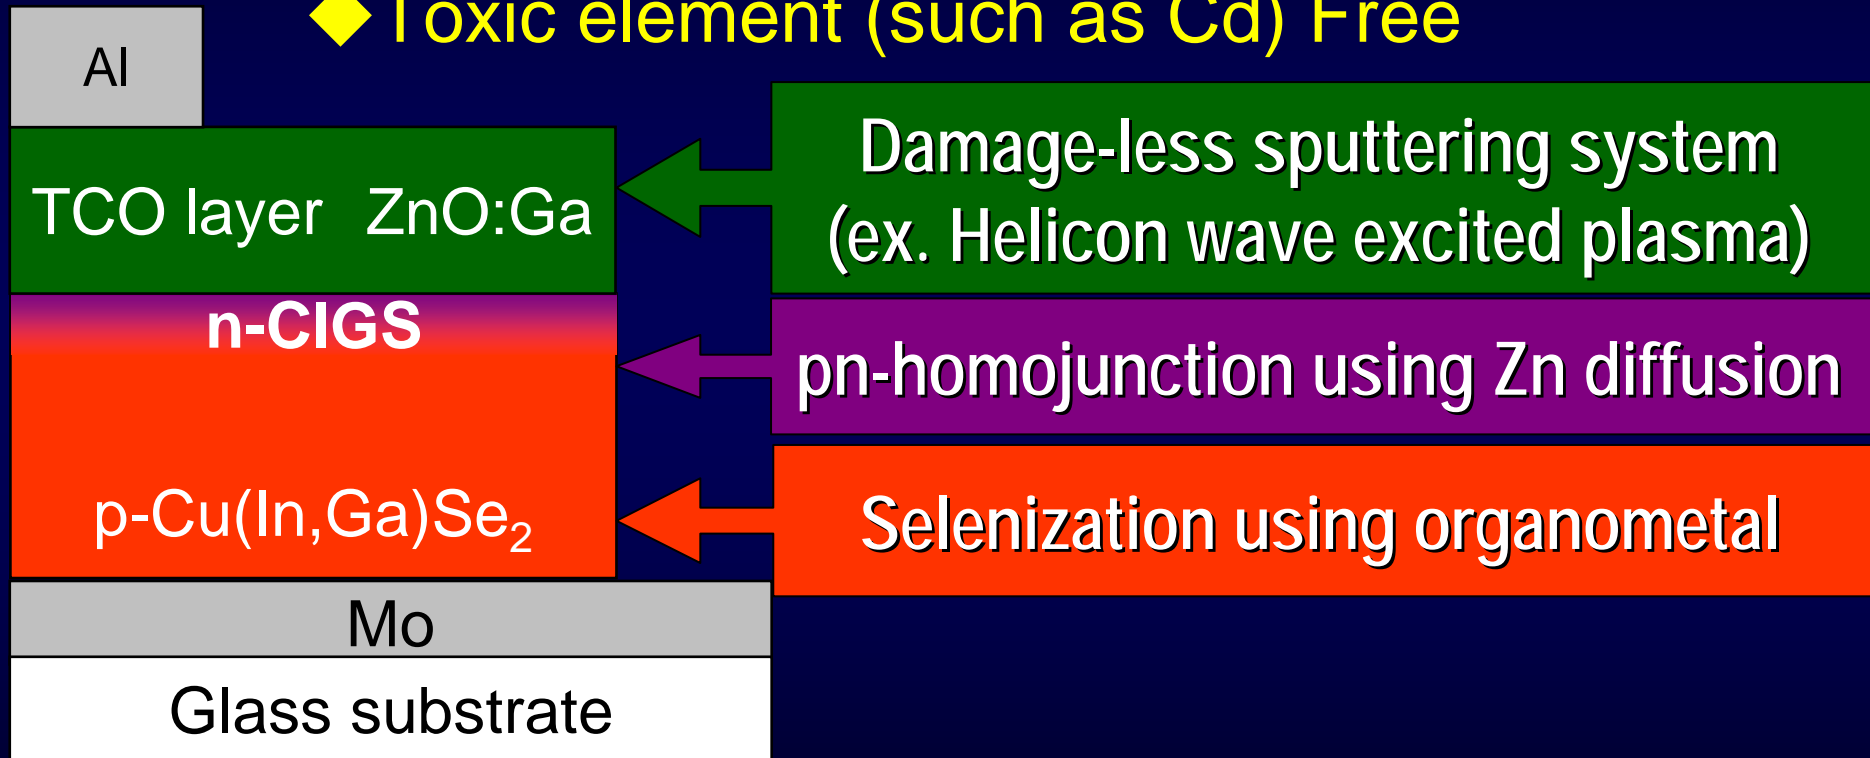 ◆Toxic element (such as Cd) Free
Al
TCO layer ZnO:Ga
Damage-less sputtering system
(ex. Helicon wave excited plasma)
n-CIGS
pn-homojunction using Zn diffusion
p-Cu(In,Ga)Se₂
Selenization using organometal
Mo
Glass substrate